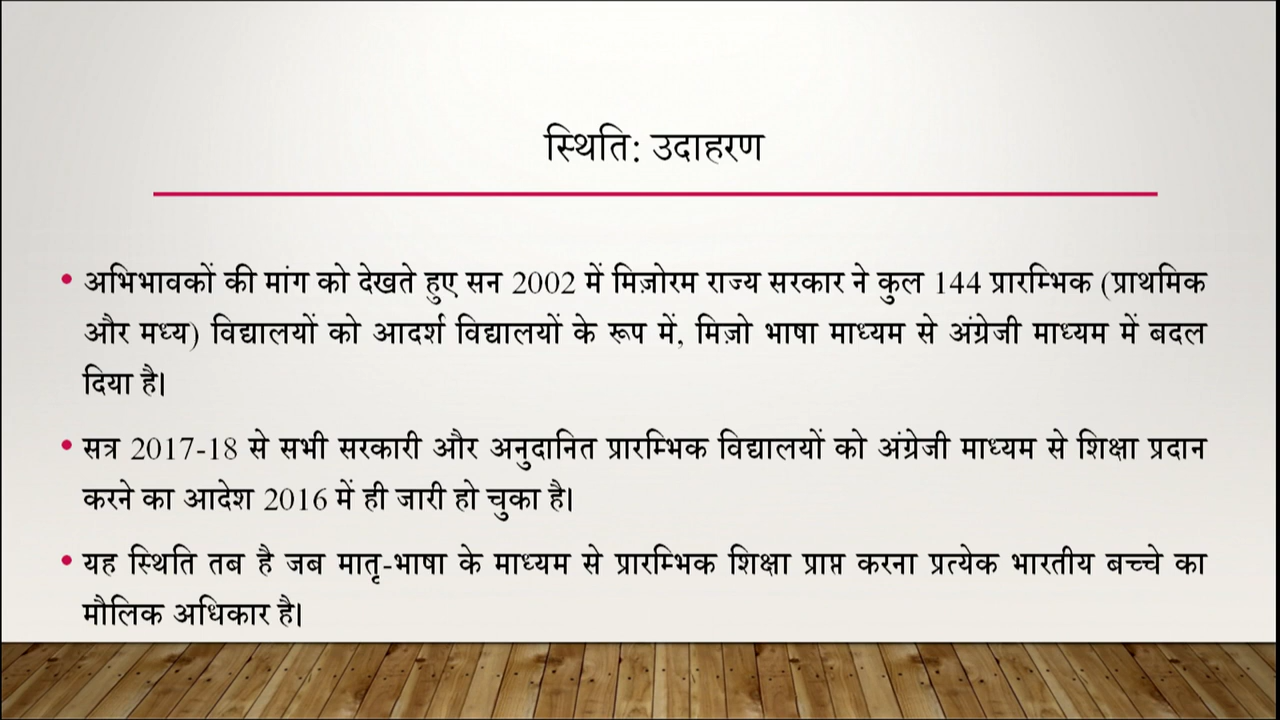 स्थिति: उदाहरण
• अभिभावकों की मांग को देखते हुए सन 2002 में मिज़ोरम राज्य सरकार ने कुल 144 प्रारम्भिक (प्राथमिक
और मध्य) विद्यालयों को आदर्श विद्यालयों के रूप में, मिज़ो भाषा माध्यम से अंग्रेजी माध्यम में बदल
दिया है।
• सत्र 2017-18 से सभी सरकारी और अनुदानित प्रारम्भिक विद्यालयों को अंग्रेजी माध्यम से शिक्षा प्रदान
करने का आदेश 2016 में ही जारी हो चुका है।
• यह स्थिति तब है जब मातृ-भाषा के माध्यम से प्रारम्भिक शिक्षा प्राप्त करना प्रत्येक भारतीय बच्चे का
मौलिक अधिकार है।